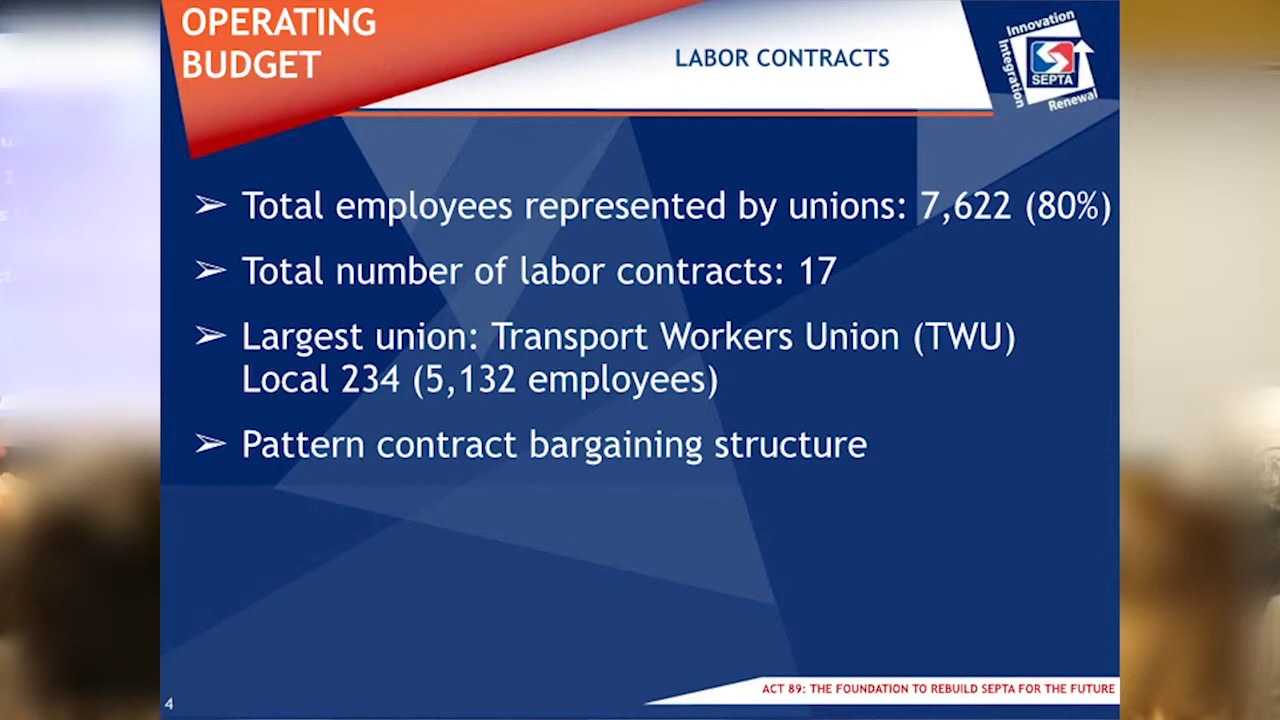 OPERATING
BUDGET
LABOR CONTRACTS
Innovation
Integration
SEPTA
Renewal
➢ Total employees represented by unions: 7,622 (80%)
➢ Total number of labor contracts: 17
➢ Largest union: Transport Workers Union (TWU)
Local 234 (5,132 employees)
➢ Pattern contract bargaining structure
ACT 89: THE FOUNDATION TO REBUILD SEPTA FOR THE FUTURE
4